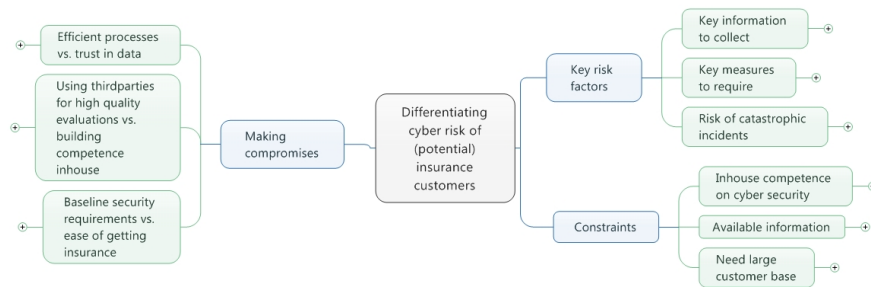 Efficient processes
vs. trust in data
Using thirdparties
for high quality
evaluations vs.
building
competence
inhouse
Baseline security
requirements vs.
ease of getting
insurance
Making
compromises
Differentiating
cyber risk of
(potential)
insurance
customers
Key risk
factors
Key information
to collect
Key measures
to require
Risk of catastrophic
incidents
Constraints
Inhouse competence
on cyber security
Available information
Need large
customer base